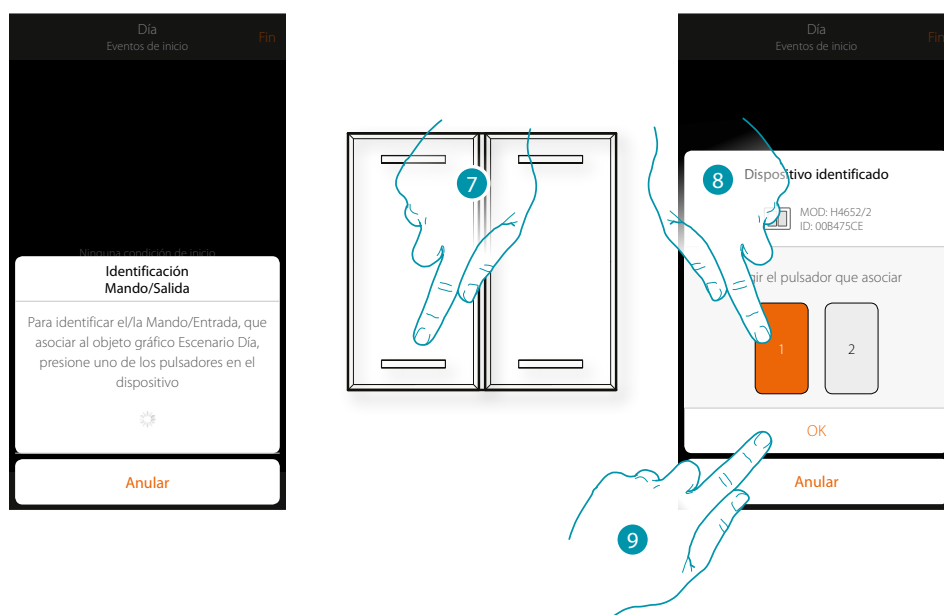 Día
Eventos de inicio
Fin
Ninguna condición de inicio
Identificación
Mando/Salida
Para identificar el/la Mando/Entrada, que
asociar al objeto gráfico Escenario Día,
presione uno de los pulsadores en el
dispositivo
Anular
7
Día
Eventos de inicio
Fin
8
Dispositivo identificado
MOD: H4652/2
ID: 00B475CE
gir el pulsador que asociar
1
2
OK
Anular
9